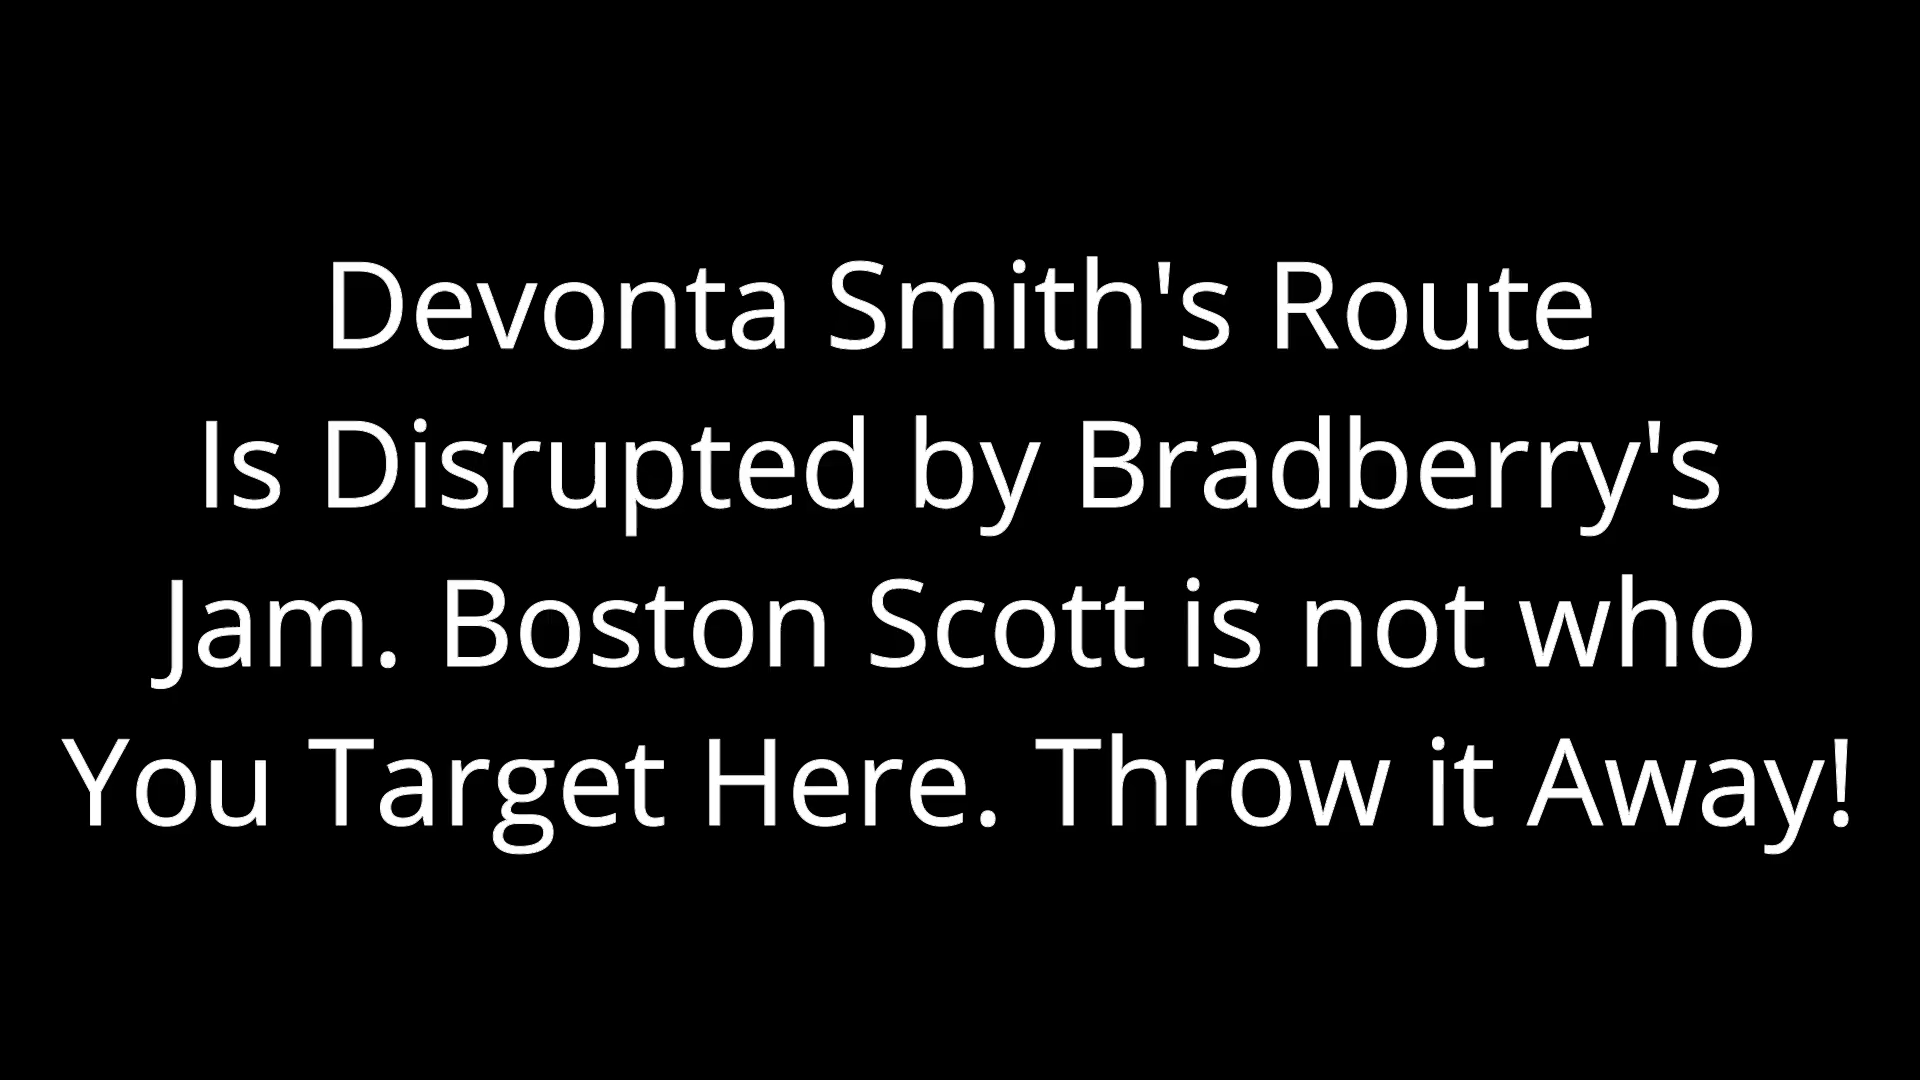 Devonta Smith's Route
Is Disrupted by Bradberry's
Jam. Boston Scott is not who
You Target Here. Throw it Away!